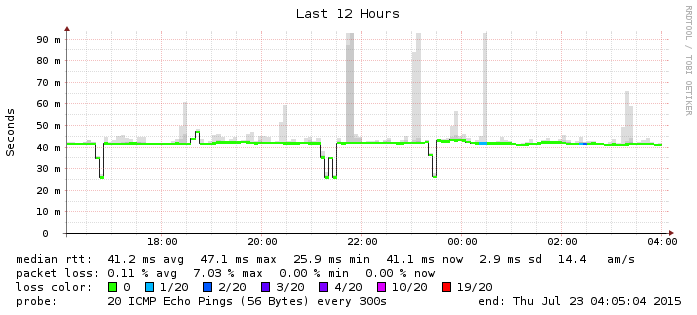 Last 12 Hours
RRDTOOL / TOBI OETIKER
Seconds
90 m
80 m
70 m
60 m
50 m
40 m
30 m
20 m
10 m
0
18:00 20:00 22:00 00:00 02:00 04:00
median rtt: 41.2 ms avg 47.1 ms max 25.9 ms min 41.1 ms now 2.9 ms sd 14.4 am/s
packet loss: 0.11 % avg 7.03 % max 0.00 % min 0.00 % now
loss color: 0 1/20 2/20 3/20 4/20 10/20 19/20
probe: 20 ICMP Echo Pings (56 Bytes) every 300s end: Thu Jul 23 04:05:04 2015